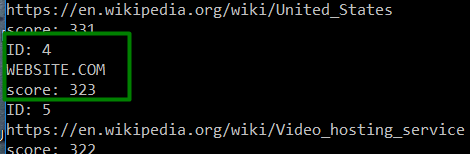 https://en.wikipedia.org/wiki/United_States
score: 331
ID: 4
WEBSITE.COM
score: 323
ID: 5
https://en.wikipedia.org/wiki/Video_hosting_service
score: 322